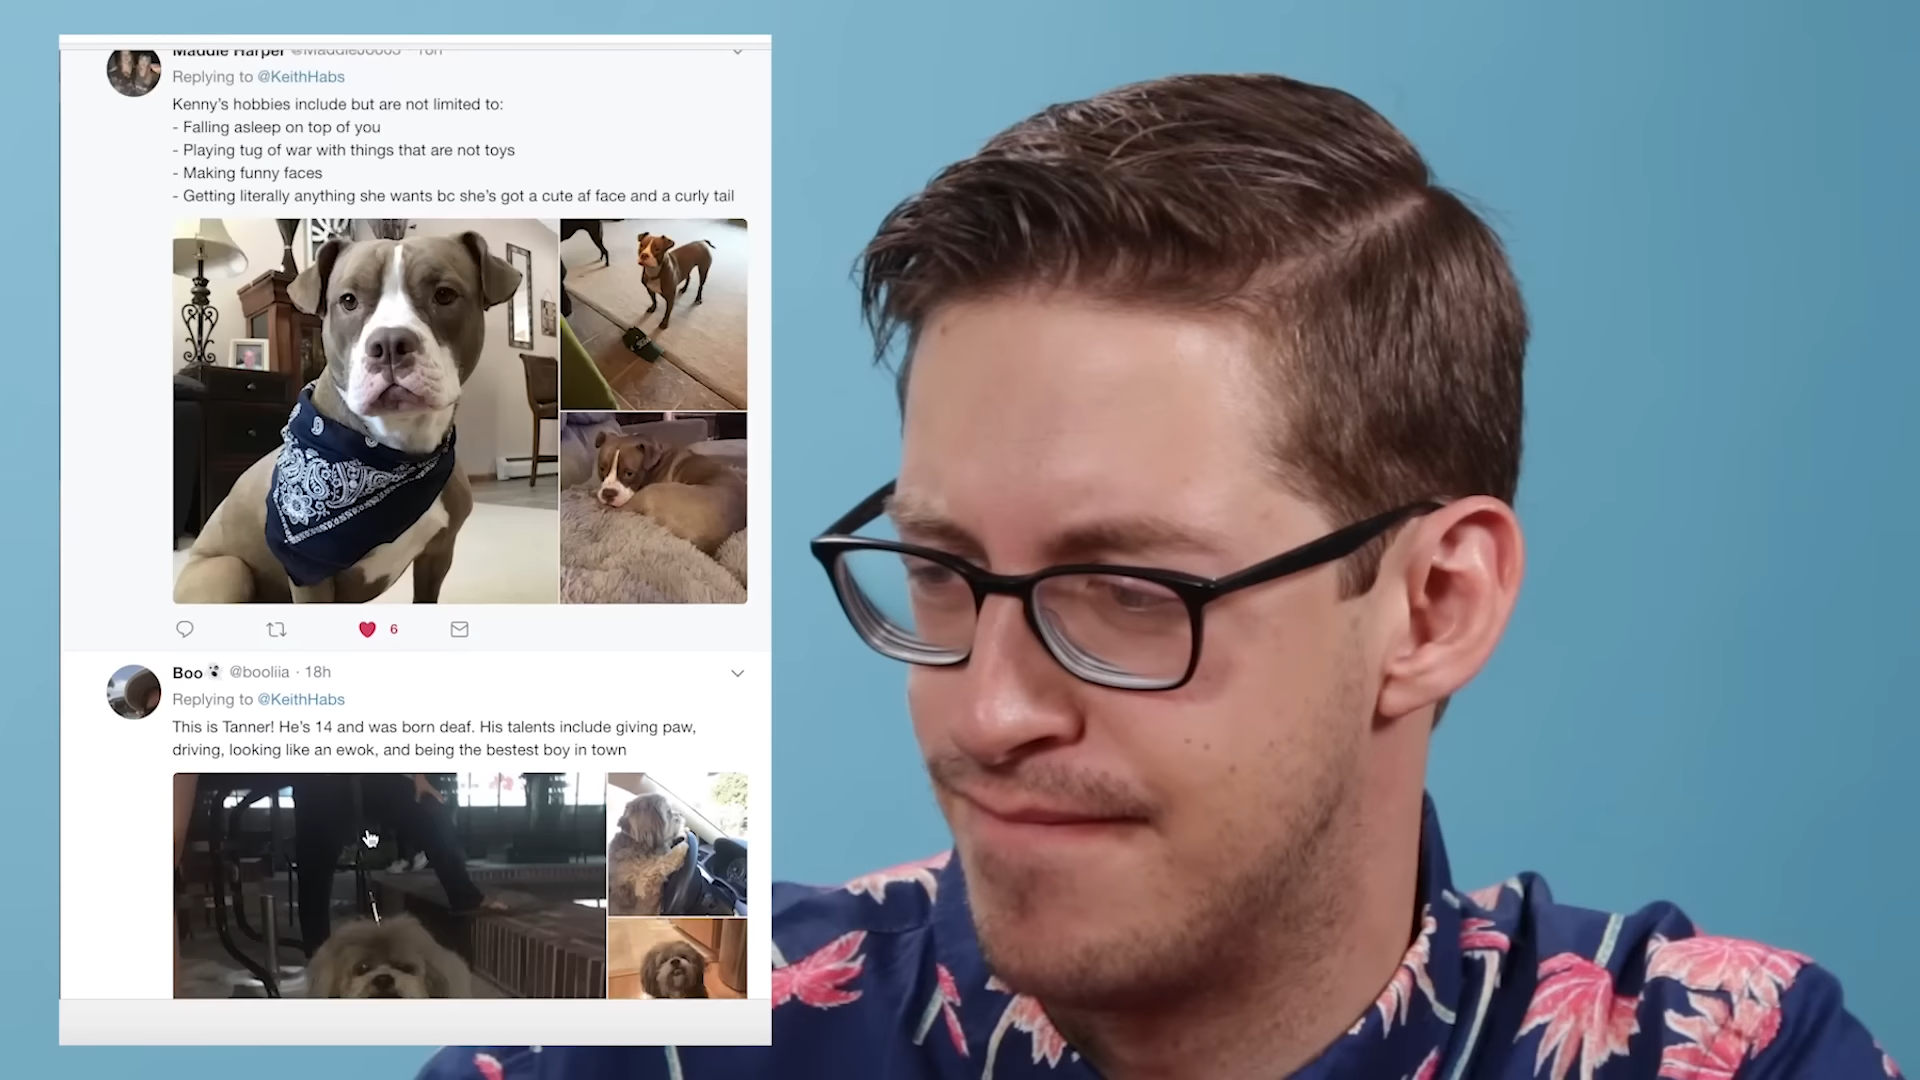 Maddie Harper
Replying to @KeithHabs
Kenny's hobbies include but are not limited to:
- Falling asleep on top of you
- Playing tug of war with things that are not toys
- Making funny faces
- Getting literally anything she wants bc she's got a cute af face and a curly tail
6
Boo @booliia · 18h
Replying to @KeithHabs
This is Tanner! He's 14 and was born deaf. His talents include giving paw,
driving, looking like an ewok, and being the bestest boy in town